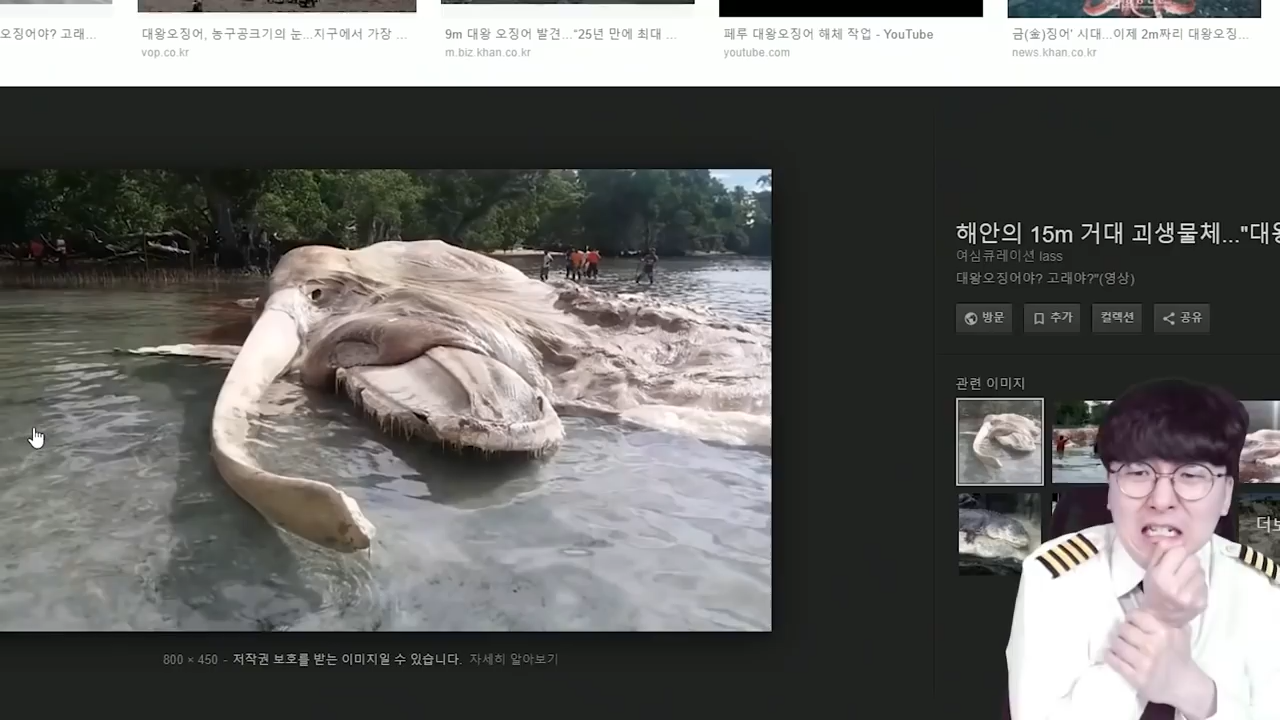 오징어야? 고래...
대왕오징어, 농구공크기의 눈...지구에서 가장 ...
9m 대왕 오징어 발견..."25년 만에 최대 ...
페루 대왕오징어 해체 작업 - YouTube
금(金)징어' 시대...이제 2m짜리 대왕오징...
vop.co.kr
m.biz.khan.co.kr
youtube.com
news.khan.co.kr
해안의 15m 거대 괴생물체..."대왕
여심큐레이션 lass
대왕오징어야? 고래야?"(영상)
방문
추가
컬렉션
공유
관련 이미지
더보
800 × 450 - 저작권 보호를 받는 이미지일 수 있습니다. 자세히 알아보기